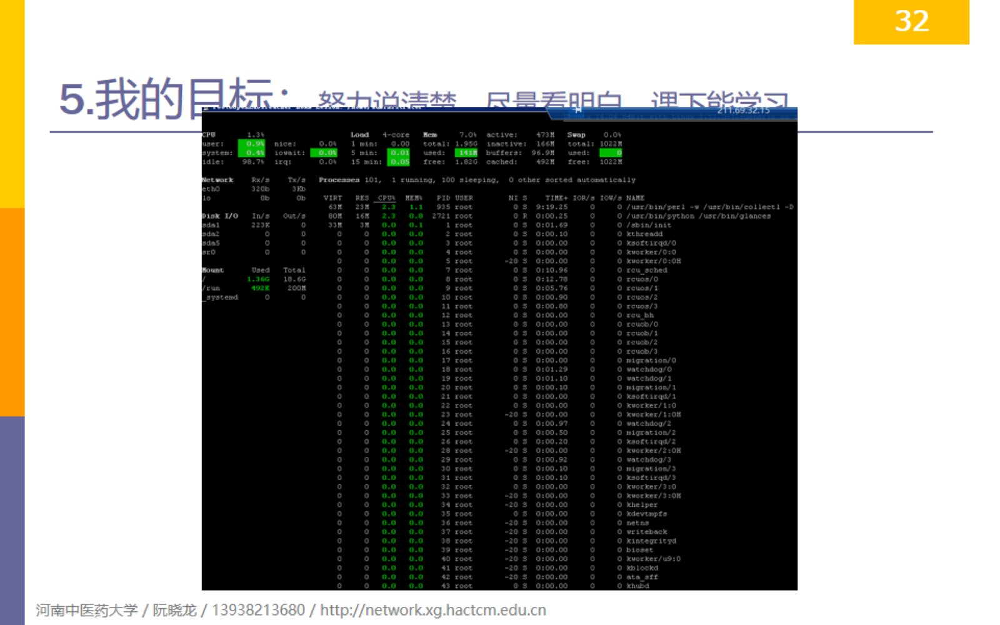 32
5.我的目标：努力说清楚 尽量看明白 课下能学习
211.69.32.15
CPU 1.3% Load 4-core Mem 7.0% active: 473M Swap 0.0%
user: 0.9% nice: 0.0% 1 min: 0.00 total: 1.95G inactive: 166M total: 1022M
system: 0.4% iowait: 0.0% 5 min: 0.01 used: 141M buffers: 96.9M used: 0
idle: 98.7% irq: 0.0% 15 min: 0.05 free: 1.82G cached: 492M free: 1022M
Network Rx/s Tx/s Processes 101, 1 running, 100 sleeping, 0 other sorted automatically
eth0 320b 3Kb
lo 0b 0b VIRT RES CPU% MEM% PID USER NI S TIME+ IOR/s IOW/s NAME
63M 23M 2.3 1.1 935 root 0 S 9:19.25 0 0 /usr/bin/perl -w /usr/bin/collectl -D
Disk I/O In/s Out/s 80M 16M 2.3 0.8 2721 root 0 R 0:00.25 0 0 /usr/bin/python /usr/bin/glances
sda1 223K 0 33M 3M 0.0 0.1 1 root 0 S 0:01.69 0 0 /sbin/init
sda2 0 0 0 0 0.0 0.0 2 root 0 S 0:00.10 0 0 kthreadd
sda5 0 0 0 0 0.0 0.0 3 root 0 S 0:00.00 0 0 ksoftirqd/0
sr0 0 0 0 0 0.0 0.0 4 root 0 S 0:00.00 0 0 kworker/0:0
0 0 0.0 0.0 5 root -20 S 0:00.00 0 0 kworker/0:0H
Mount Used Total 0 0 0.0 0.0 7 root 0 S 0:10.96 0 0 rcu_sched
/ 1.36G 18.6G 0 0 0.0 0.0 8 root 0 S 0:12.78 0 0 rcuos/0
/run 492K 200M 0 0 0.0 0.0 9 root 0 S 0:05.76 0 0 rcuos/1
_systemd 0 0 0 0 0.0 0.0 10 root 0 S 0:00.90 0 0 rcuos/2
0 0 0.0 0.0 11 root 0 S 0:00.80 0 0 rcuos/3
0 0 0.0 0.0 12 root 0 S 0:00.00 0 0 rcu_bh
0 0 0.0 0.0 13 root 0 S 0:00.00 0 0 rcuob/0
0 0 0.0 0.0 14 root 0 S 0:00.00 0 0 rcuob/1
0 0 0.0 0.0 15 root 0 S 0:00.00 0 0 rcuob/2
0 0 0.0 0.0 16 root 0 S 0:00.00 0 0 rcuob/3
0 0 0.0 0.0 17 root 0 S 0:00.00 0 0 migration/0
0 0 0.0 0.0 18 root 0 S 0:01.29 0 0 watchdog/0
0 0 0.0 0.0 19 root 0 S 0:01.10 0 0 watchdog/1
0 0 0.0 0.0 20 root 0 S 0:00.10 0 0 migration/1
0 0 0.0 0.0 21 root 0 S 0:00.00 0 0 ksoftirqd/1
0 0 0.0 0.0 22 root 0 S 0:00.00 0 0 kworker/1:0
0 0 0.0 0.0 23 root -20 S 0:00.00 0 0 kworker/1:0H
0 0 0.0 0.0 24 root 0 S 0:00.97 0 0 watchdog/2
0 0 0.0 0.0 25 root 0 S 0:00.50 0 0 migration/2
0 0 0.0 0.0 26 root 0 S 0:00.20 0 0 ksoftirqd/2
0 0 0.0 0.0 28 root -20 S 0:00.00 0 0 kworker/2:0H
0 0 0.0 0.0 29 root 0 S 0:00.92 0 0 watchdog/3
0 0 0.0 0.0 30 root 0 S 0:00.10 0 0 migration/3
0 0 0.0 0.0 31 root 0 S 0:00.10 0 0 ksoftirqd/3
0 0 0.0 0.0 32 root 0 S 0:00.00 0 0 kworker/3:0
0 0 0.0 0.0 33 root -20 S 0:00.00 0 0 kworker/3:0H
0 0 0.0 0.0 34 root -20 S 0:00.00 0 0 khelper
0 0 0.0 0.0 35 root 0 S 0:00.00 0 0 kdevtmpfs
0 0 0.0 0.0 36 root -20 S 0:00.00 0 0 netns
0 0 0.0 0.0 37 root -20 S 0:00.00 0 0 writeback
0 0 0.0 0.0 38 root -20 S 0:00.00 0 0 kintegrityd
0 0 0.0 0.0 39 root -20 S 0:00.00 0 0 bioset
0 0 0.0 0.0 40 root -20 S 0:00.00 0 0 kworker/u9:0
0 0 0.0 0.0 41 root -20 S 0:00.00 0 0 kblockd
0 0 0.0 0.0 42 root -20 S 0:00.00 0 0 ata_sff
0 0 0.0 0.0 43 root 0 S 0:00.00 0 0 khubd
河南中医药大学 / 阮晓龙 / 13938213680 / http://network.xg.hactcm.edu.cn